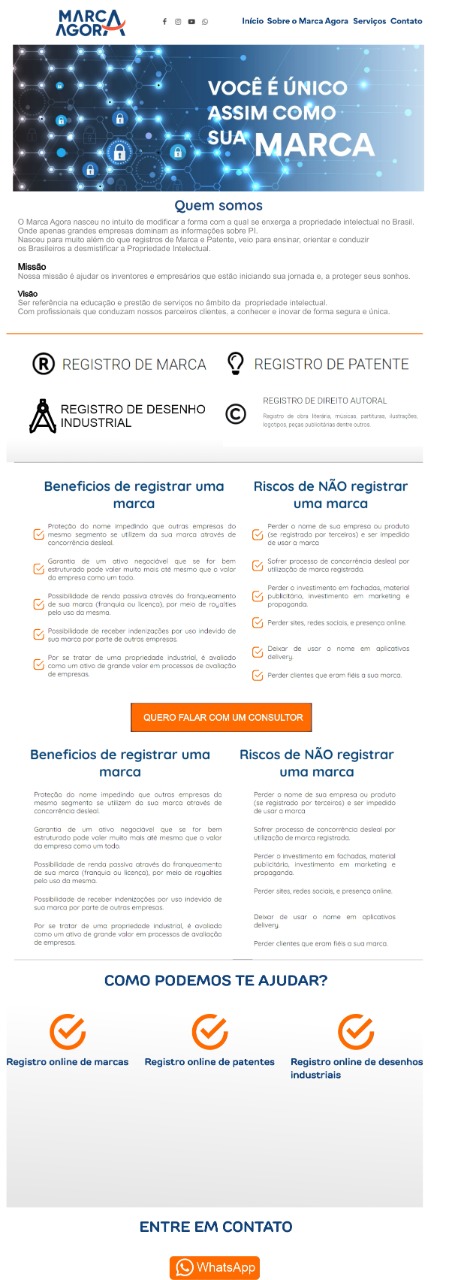 MARCA
AGORA
Início Sobre o Marca Agora Serviços Contato
VOCÊ É ÚNICO
ASSIM COMO
SUA MARCA
Quem somos
O Marca Agora nasceu no intuito de modificar a forma com a qual se enxerga a propriedade intelectual no Brasil.
Onde apenas grandes empresas dominam as informações sobre PI.
Nasceu para muito além do que registros de Marca e Patente, veio para ensinar, orientar e conduzir
os Brasileiros a desmistificar a Propriedade Intelectual.
Missão
Nossa missão é ajudar os inventores e empresários que estão iniciando sua jornada e, a proteger seus sonhos.
Visão
Ser referência na educação e prestão de serviços no âmbito da propriedade intelectual.
Com profissionais que conduzam nossos parceiros clientes, a conhecer e inovar de forma segura e única.
® REGISTRO DE MARCA
REGISTRO DE PATENTE
REGISTRO DE DESENHO
INDUSTRIAL
©
REGISTRO DE DIREITO AUTORAL
Registro de obra literária, musicas, partituras, ilustrações,
logotipos, peças publicitárias dentre outros.
Beneficios de registrar uma
marca
Proteção do nome impedindo que outras empresas do
mesmo segmento se utilizem da sua marca através de
concorrência desleal.
Garantia de um ativo negociável que se for bem
estruturado pode valer muito mais até mesmo que o valor
da empresa como um todo.
Possibilidade de renda passiva através do franqueamento
de sua marca (franquia ou licença), por meio de royalties
pelo uso da mesma.
Possibilidade de receber indenizações por uso indevido de
sua marca por parte de outras empresas.
Por se tratar de uma propriedade industrial, é avaliado
como um ativo de grande valor em processos de avaliação
de empresas.
Riscos de NÃO registrar
uma marca
Perder o nome de sua empresa ou produto
(se registrado por terceiros) e ser impedido
de usar a marca
Sofrer processo de concorrência desleal por
utilização de marca registrada.
Perder o investimento em fachadas, material
publicitário, investimento em marketing e
propaganda.
Perder sites, redes sociais, e presença online.
Deixar de usar o nome em aplicativos
delivery.
Perder clientes que eram fiéis a sua marca.
QUERO FALAR COM UM CONSULTOR
Beneficios de registrar uma
marca
Proteção do nome impedindo que outras empresas do
mesmo segmento se utilizem da sua marca através de
concorrência desleal.
Garantia de um ativo negociável que se for bem
estruturado pode valer muito mais até mesmo que o valor
da empresa como um todo.
Possibilidade de renda passiva através do franqueamento
de sua marca (franquia ou licença), por meio de royalties
pelo uso da mesma.
Possibilidade de receber indenizações por uso indevido de
sua marca por parte de outras empresas.
Por se tratar de uma propriedade industrial, é avaliado
como um ativo de grande valor em processos de avaliação
de empresas.
Riscos de NÃO registrar
uma marca
Perder o nome de sua empresa ou produto
(se registrado por terceiros) e ser impedido
de usar a marca
Sofrer processo de concorrência desleal por
utilização de marca registrada.
Perder o investimento em fachadas, material
publicitário, investimento em marketing e
propaganda.
Perder sites, redes sociais, e presença online.
Deixar de usar o nome em aplicativos
delivery.
Perder clientes que eram fiéis a sua marca.
COMO PODEMOS TE AJUDAR?
Registro online de marcas
Registro online de patentes
Registro online de desenhos
industriais
ENTRE EM CONTATO
WhatsApp